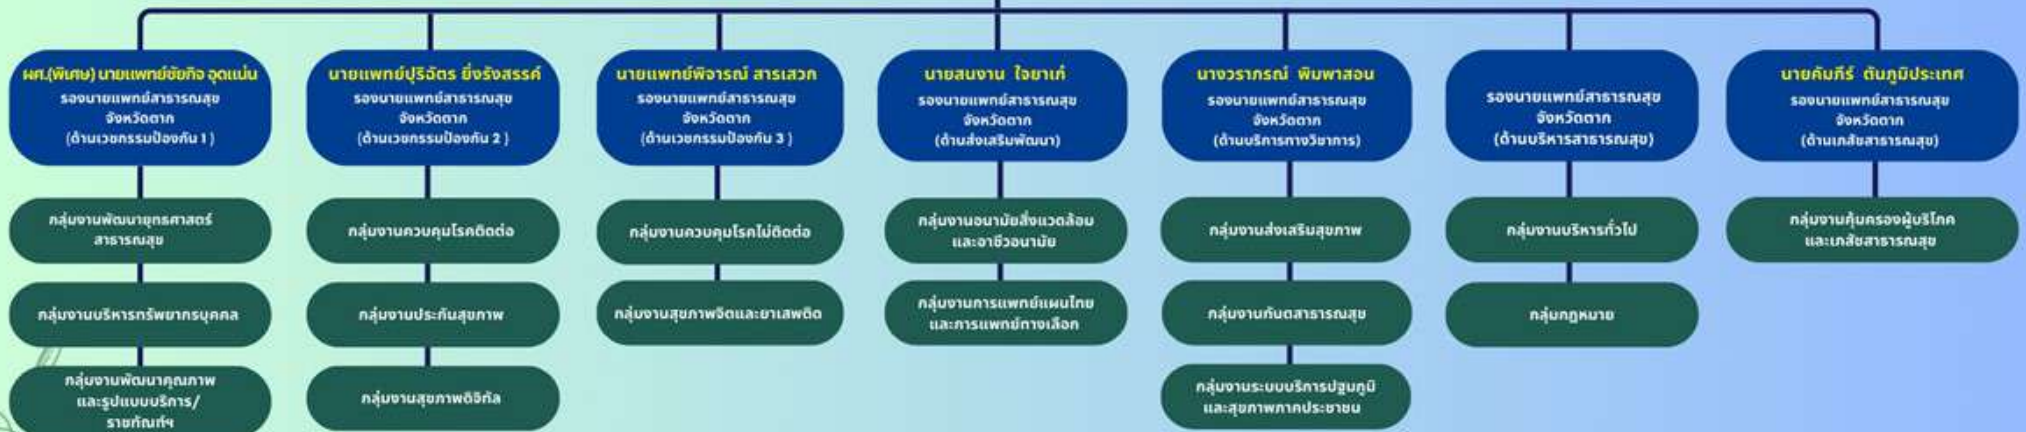 ผศ.(พิเศษ) นายแพทย์ชัยกิจ อุดแน่น
รองนายแพทย์สาธารณสุข
จังหวัดตาก
(ด้านเวชกรรมป้องกัน 1 )
กลุ่มงานพัฒนายุทธศาสตร์
สาธารณสุข
กลุ่มงานบริหารทรัพยากรบุคคล
กลุ่มงานพัฒนาคุณภาพ
และรูปแบบบริการ/
ราชทัณฑ์ฯ
นายแพทย์ปุริฉัตร ยิ่งรังสรรค์
รองนายแพทย์สาธารณสุข
จังหวัดตาก
(ด้านเวชกรรมป้องกัน 2 )
กลุ่มงานควบคุมโรคติดต่อ
กลุ่มงานประกันสุขภาพ
กลุ่มงานสุขภาพดิจิทัล
นายแพทย์พิจารณ์ สารเสวก
รองนายแพทย์สาธารณสุข
จังหวัดตาก
(ด้านเวชกรรมป้องกัน 3 )
กลุ่มงานควบคุมโรคไม่ติดต่อ
กลุ่มงานสุขภาพจิตและยาเสพติด
นายสนงาน ใจยาเก๋
รองนายแพทย์สาธารณสุข
จังหวัดตาก
(ด้านส่งเสริมพัฒนา)
กลุ่มงานอนามัยสิ่งแวดล้อม
และอาชีวอนามัย
กลุ่มงานการแพทย์แผนไทย
และการแพทย์ทางเลือก
นางวราภรณ์ พิมพาสอน
รองนายแพทย์สาธารณสุข
จังหวัดตาก
(ด้านบริการทางวิชาการ)
กลุ่มงานส่งเสริมสุขภาพ
กลุ่มงานทันตสาธารณสุข
กลุ่มงานระบบบริการปฐมภูมิ
และสุขภาพภาคประชาชน
รองนายแพทย์สาธารณสุข
จังหวัดตาก
(ด้านบริหารสาธารณสุข)
กลุ่มงานบริหารทั่วไป
กลุ่มกฎหมาย
นายคัมภีร์ ตันภูมิประเทศ
รองนายแพทย์สาธารณสุข
จังหวัดตาก
(ด้านเภสัชสาธารณสุข)
กลุ่มงานคุ้มครองผู้บริโภค
และเภสัชสาธารณสุข